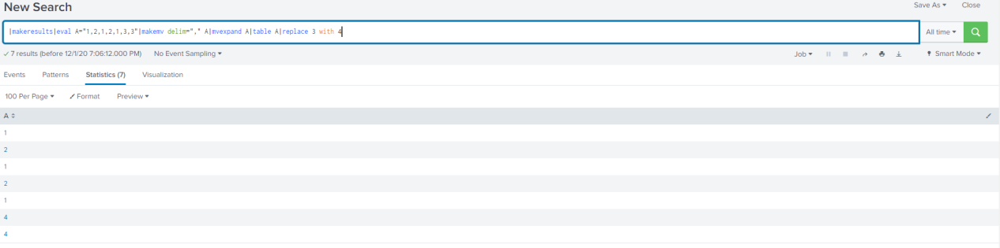 New Search
Save As ▾ Close
|makeresults|eval A="1,2,1,2,1,3,3"|makemv delim="," A|mvexpand A|table A|replace 3 with 4
All time ▾
✓ 7 results (before 12/1/20 7:06:12.000 PM) No Event Sampling ▾
Job ▾ Smart Mode ▾
Events Patterns Statistics (7) Visualization
100 Per Page ▾ Format Preview ▾
A
1
2
1
2
1
4
4